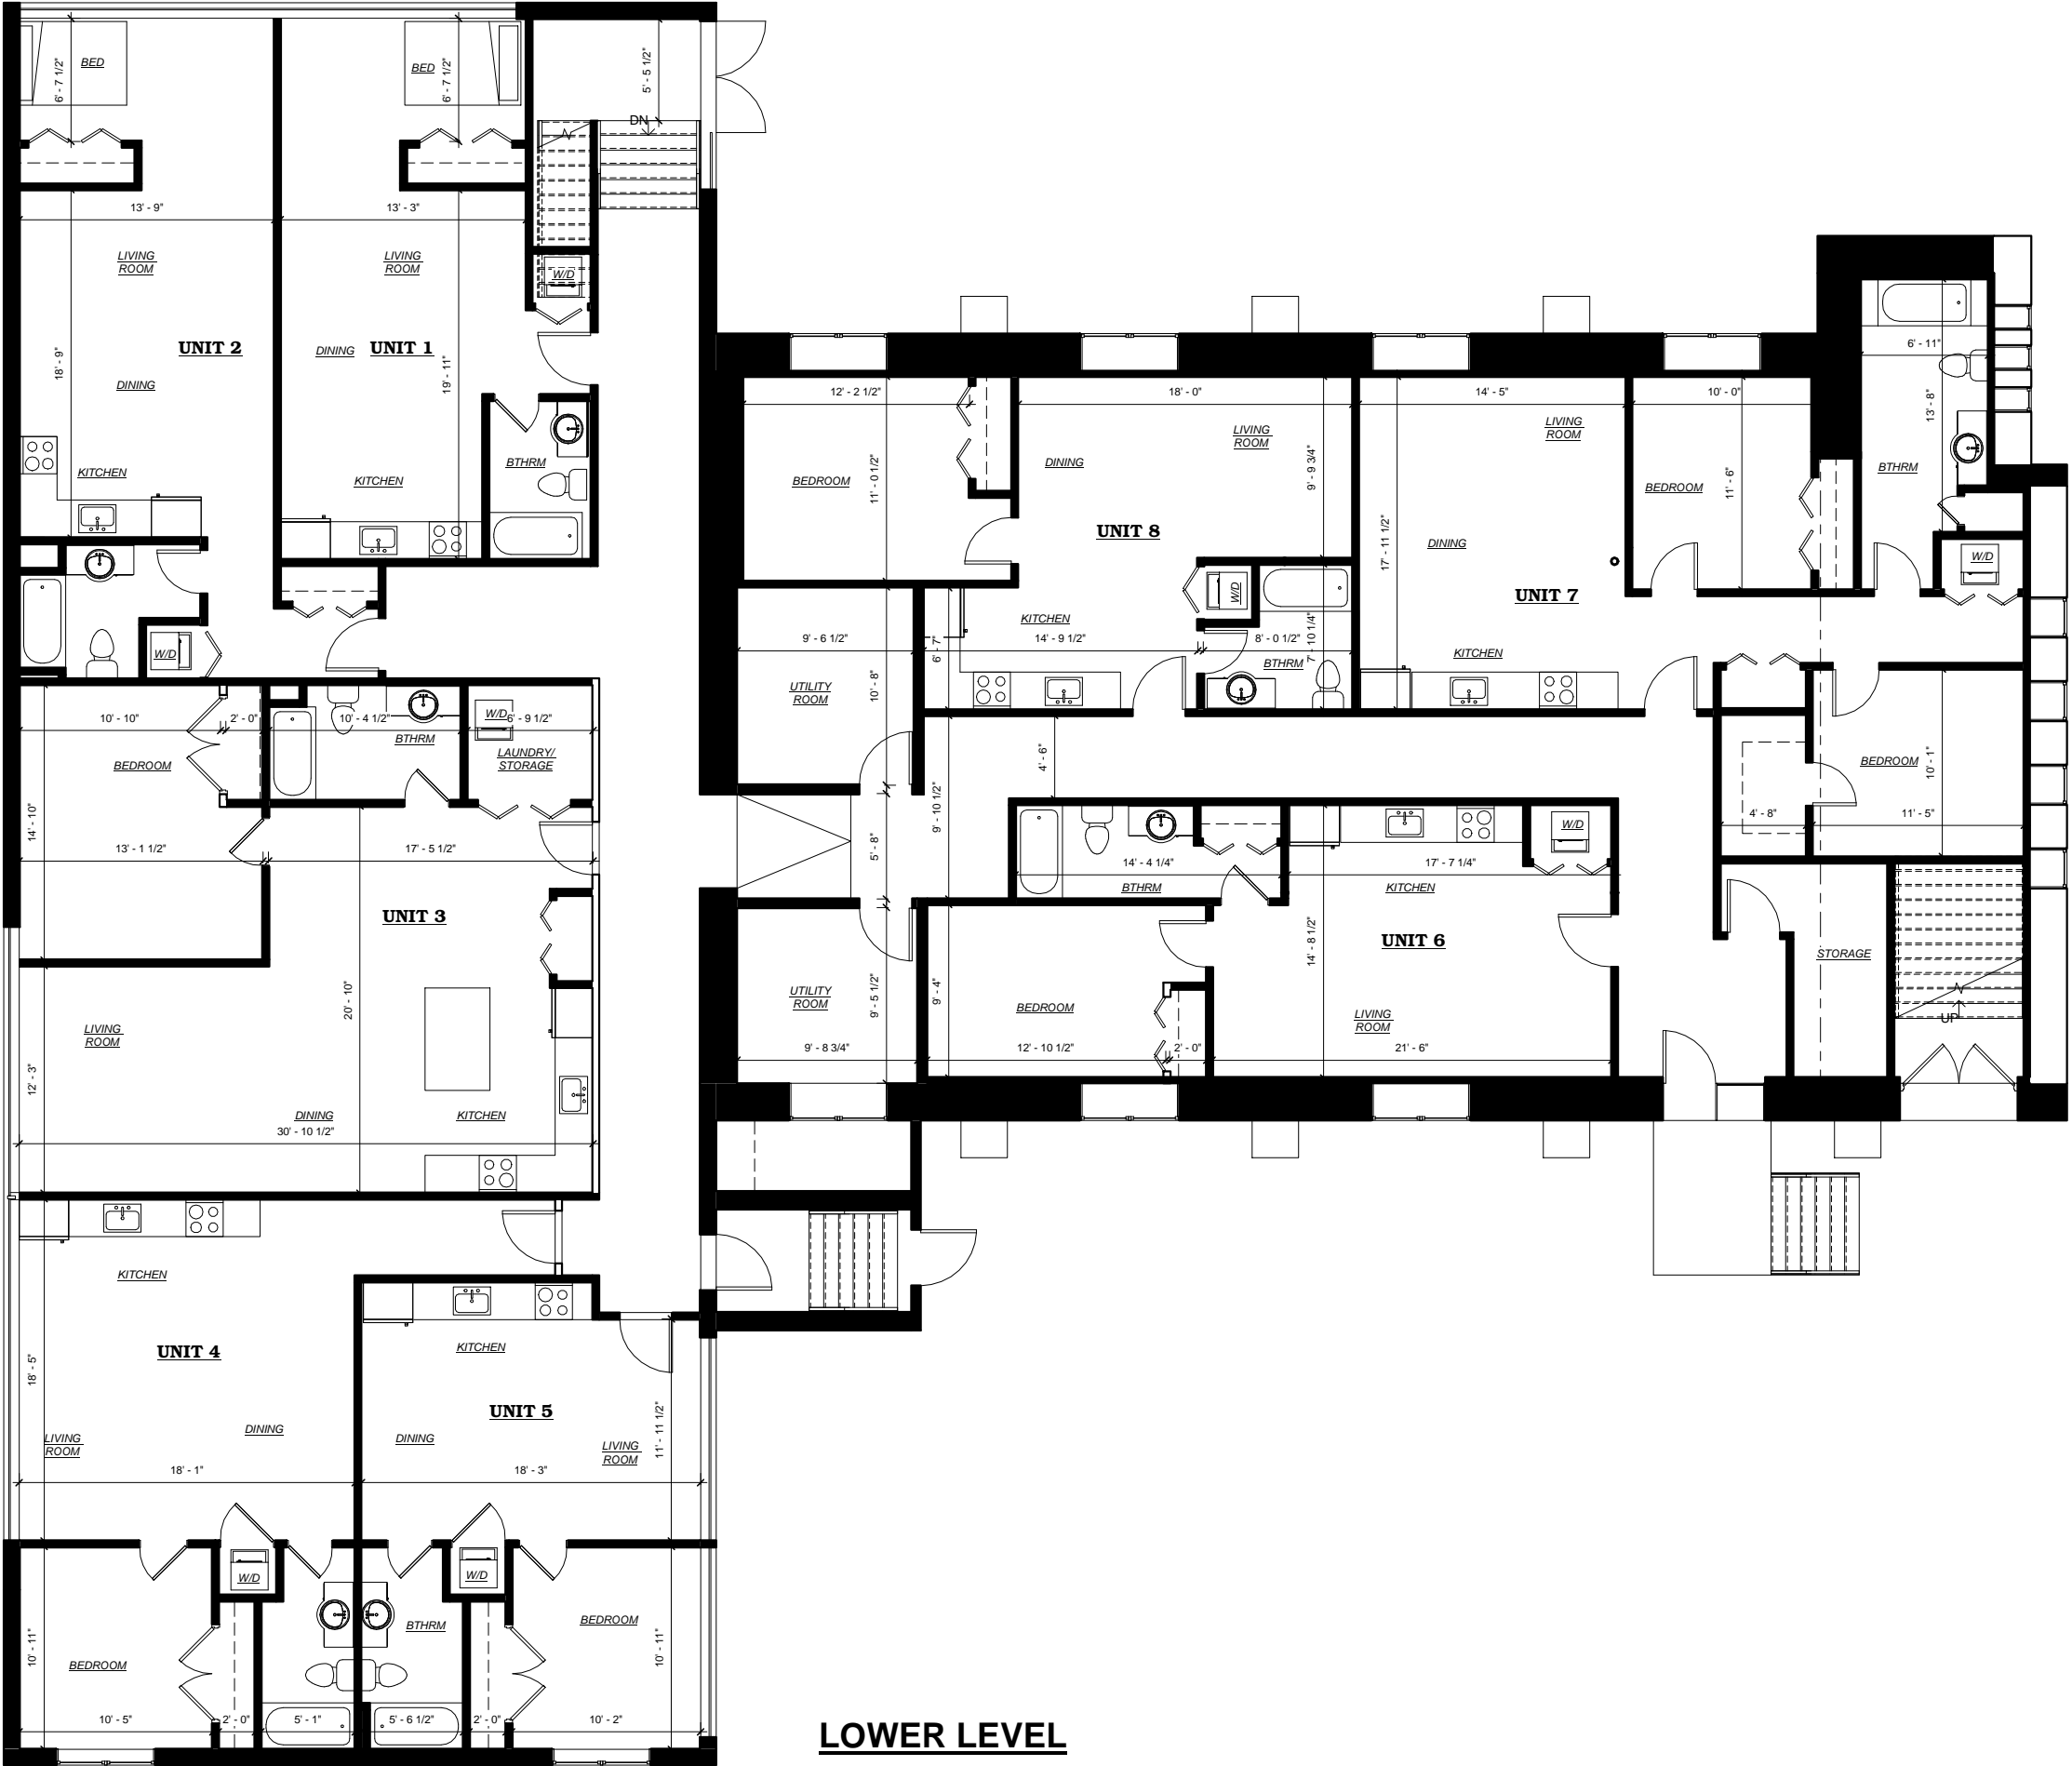 BED
6' - 7 1/2"
BED
6' - 7 1/2"
5' - 5 1/2"
DN
13' - 9"
13' - 3"
LIVING
ROOM
LIVING
ROOM
W/D
UNIT 2
DINING
UNIT 1
18' - 9"
DINING
19' - 11"
KITCHEN
KITCHEN
BTHRM
W/D
12' - 2 1/2"
18' - 0"
14' - 5"
10' - 0"
6' - 11"
13' - 8"
LIVING
ROOM
LIVING
ROOM
DINING
9' - 9 3/4"
BTHRM
BEDROOM
11' - 0 1/2"
BEDROOM
11' - 6"
UNIT 8
17' - 11 1/2"
DINING
W/D
W/D
UNIT 7
KITCHEN
9' - 6 1/2"
6' - 7"
14' - 9 1/2"
8' - 0 1/2"
7' - 10 1/4"
BTHRM
KITCHEN
UTILITY
ROOM
10' - 8"
10' - 10"
2' - 0"
10' - 4 1/2"
W/D
6' - 9 1/2"
BTHRM
LAUNDRY/
STORAGE
BEDROOM
4' - 6"
BEDROOM
10' - 1"
14' - 10"
9' - 10 1/2"
5' - 8"
4' - 8"
11' - 5"
W/D
13' - 1 1/2"
17' - 5 1/2"
14' - 4 1/4"
17' - 7 1/4"
BTHRM
KITCHEN
UNIT 3
UNIT 6
14' - 8 1/2"
STORAGE
UTILITY
ROOM
9' - 5 1/2"
9' - 4"
BEDROOM
LIVING
ROOM
UP
20' - 10"
LIVING
ROOM
9' - 8 3/4"
12' - 10 1/2"
2' - 0"
21' - 6"
12' - 3"
DINING
KITCHEN
30' - 10 1/2"
KITCHEN
UNIT 4
KITCHEN
18' - 5"
UNIT 5
11' - 11 1/2"
DINING
DINING
LIVING
ROOM
LIVING
ROOM
18' - 1"
18' - 3"
W/D
W/D
BTHRM
BEDROOM
10' - 11"
BEDROOM
10' - 11"
10' - 5"
2' - 0"
5' - 1"
5' - 6 1/2"
2' - 0"
10' - 2"
LOWER LEVEL